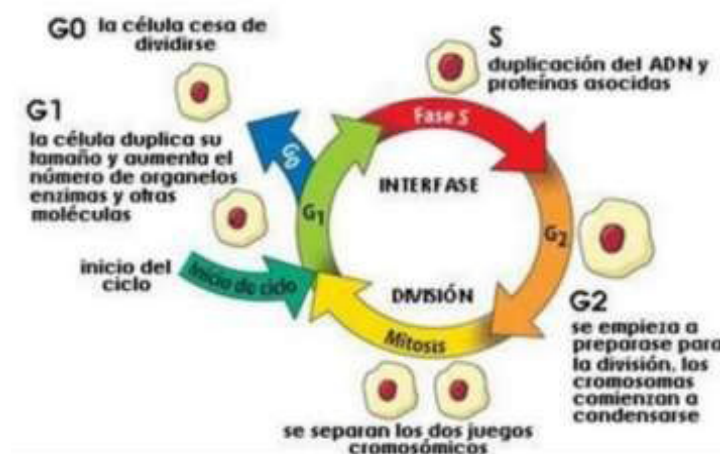 G0 la célula cesa de
dividirse
S
duplicación del ADN y
proteínas asocidas
G1
la célula duplica su
tamaño y aumenta el
número de organelos
enzimas y otras
moléculas
Fase S
G0
INTERFASE
G1
G2
inicio del
ciclo
Inicio de ciclo
DIVISIÓN
Mitosis
G2
se empieza a
preparase para
la división, los
cromosomas
comienzan a
condensarse
se separan los dos juegos
cromosómicos